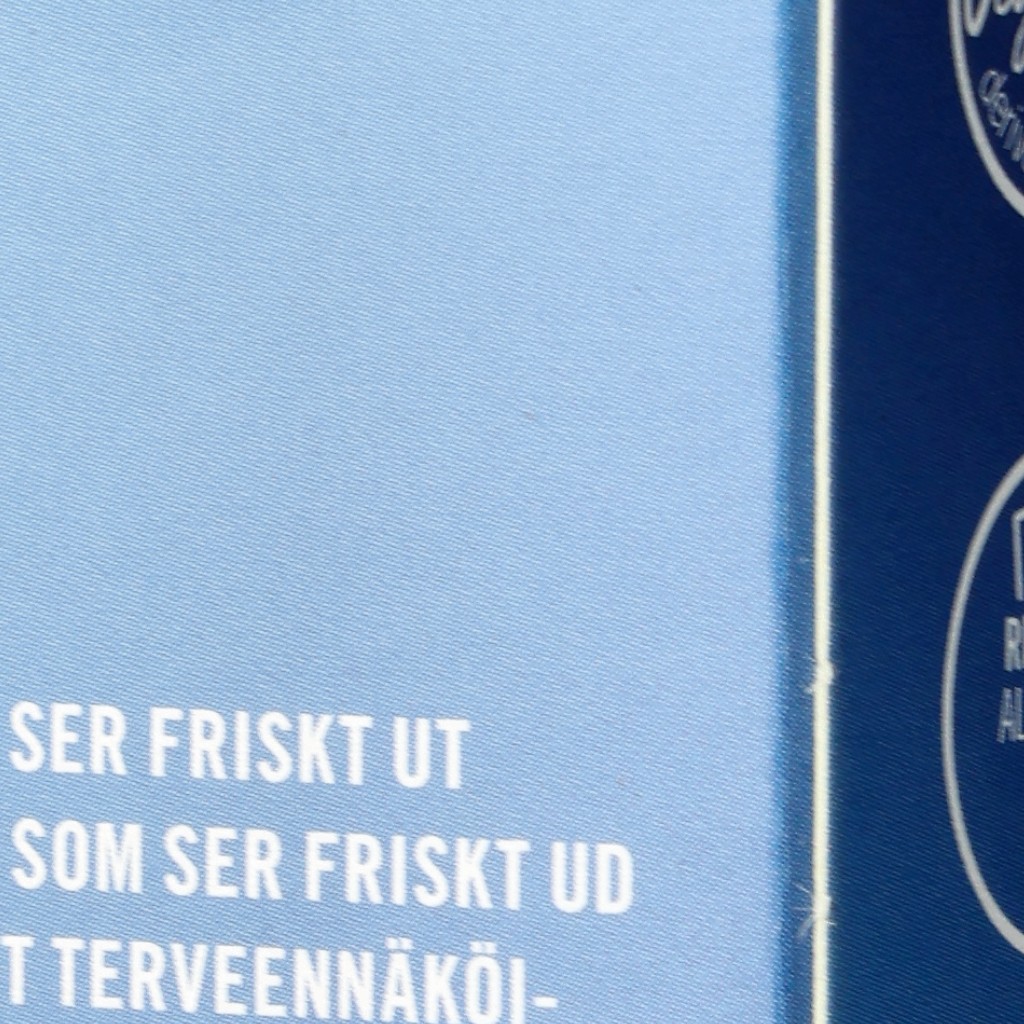 SER FRISKT UT
SOM SER FRISKT UD
T TERVEENNÄKÖI-